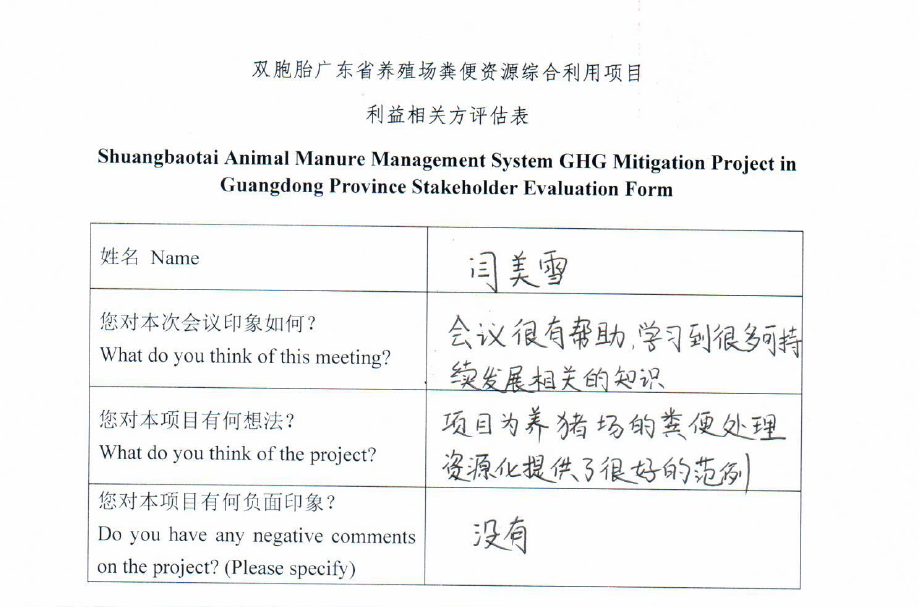 双胞胎广东省养殖场粪便资源综合利用项目
利益相关方评估表
Shuangbaotai Animal Manure Management System GHG Mitigation Project in
Guangdong Province Stakeholder Evaluation Form
姓名 Name
闫美雪
您对本次会议印象如何？
What do you think of this meeting?
会议很有帮助,学习到很多可持
续发展相关的知识
您对本项目有何想法？
What do you think of the project?
项目为养猪场的粪便处理
资源化提供了很好的范例
您对本项目有何负面印象？
Do you have any negative comments
on the project? (Please specify)
没有